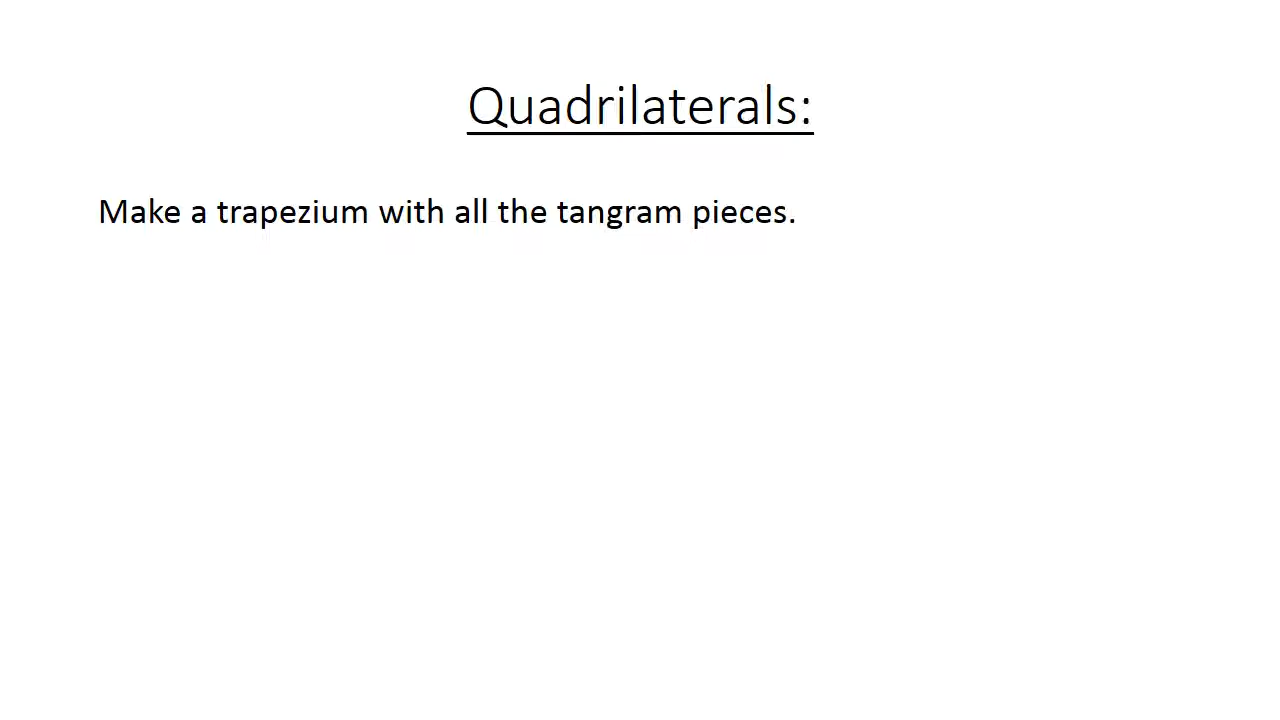 Quadrilaterals:
Make a trapezium with all the tangram pieces.